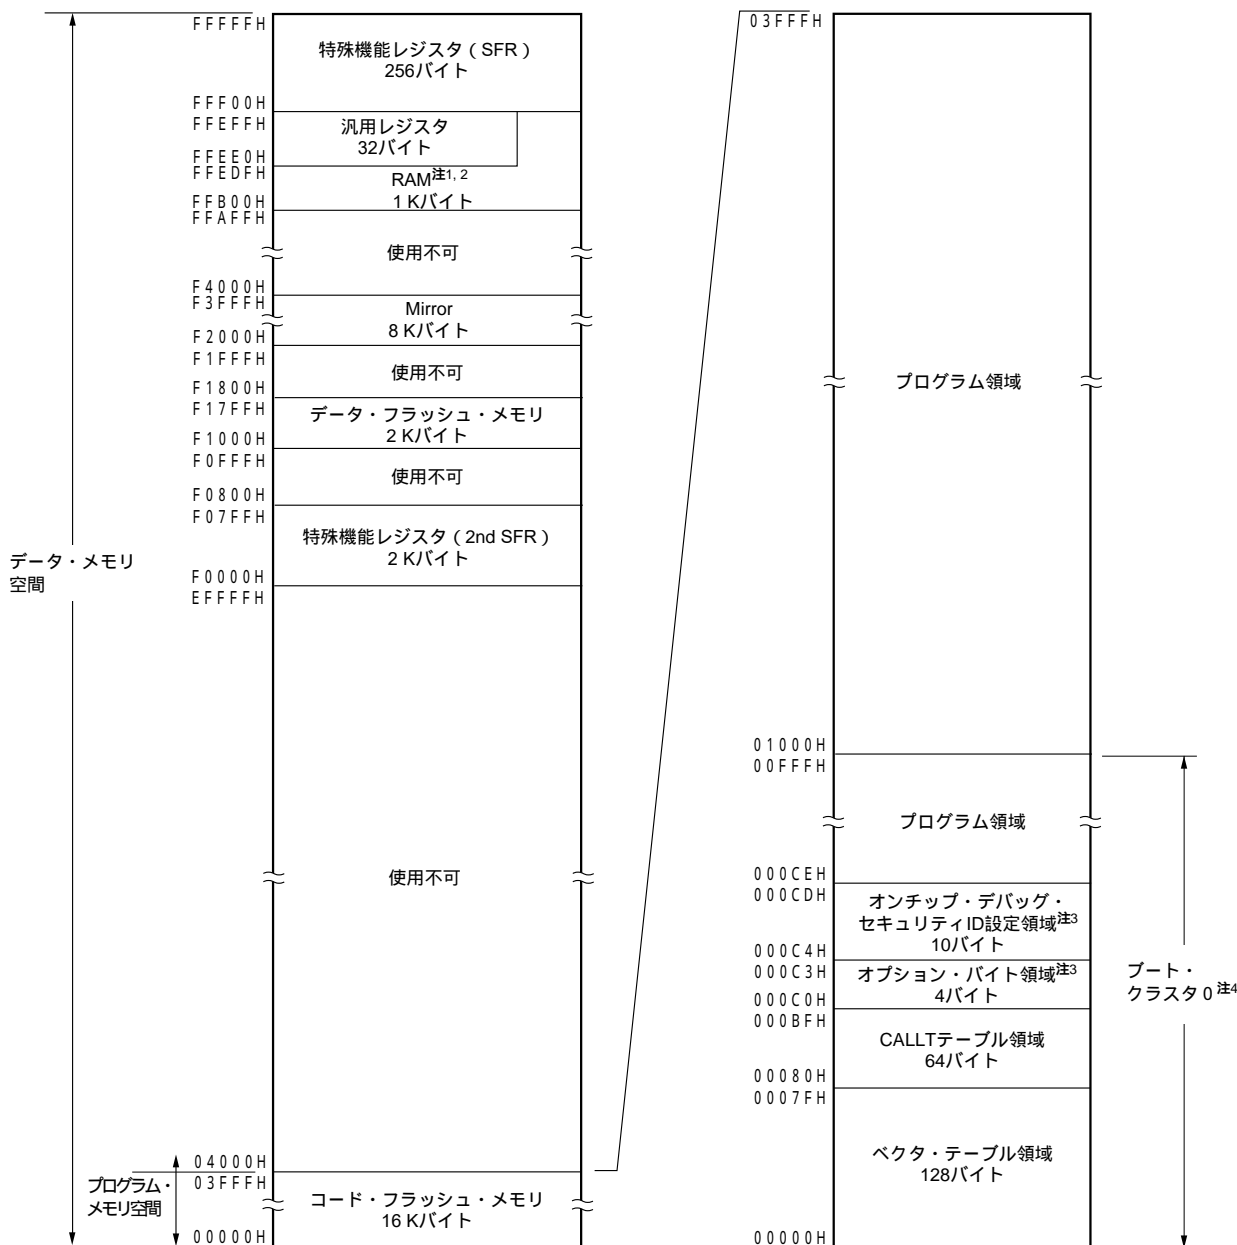 FFFFFH
特殊機能レジスタ（SFR）
256バイト
FFF00H
FFEFFH
汎用レジスタ
32バイト
FFEE0H
FFEDFH
RAM注1, 2
1 Kバイト
FFB00H
FFAFFH
使用不可
F4000H
F3FFFH
Mirror
8 Kバイト
F2000H
F1FFFH
使用不可
F1800H
F17FFH
データ・フラッシュ・メモリ
2 Kバイト
F1000H
F0FFFH
使用不可
F0800H
F07FFH
特殊機能レジスタ（2nd SFR）
2 Kバイト
F0000H
EFFFFH
データ・メモリ
空間
使用不可
04000H
03FFFH
プログラム・
メモリ空間
コード・フラッシュ・メモリ
16 Kバイト
00000H
03FFFH
プログラム領域
01000H
00FFFH
プログラム領域
000CEH
000CDH
オンチップ・デバッグ・
セキュリティID設定領域注3
10バイト
000C4H
000C3H
オプション・バイト領域注3
4バイト
000C0H
000BFH
CALLTテーブル領域
64バイト
00080H
0007FH
ベクタ・テーブル領域
128バイト
00000H
ブート・
クラスタ0注4